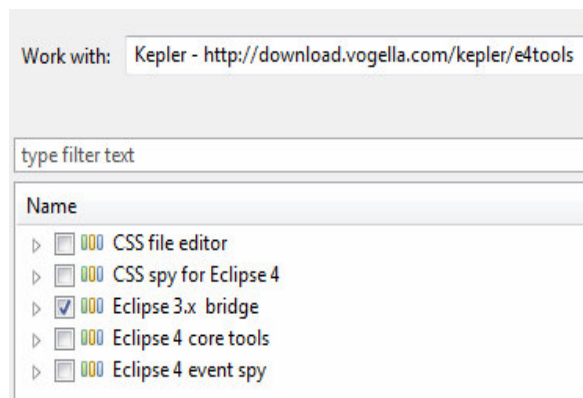 Work with: Kepler - http://download.vogella.com/kepler/e4tools
type filter text
Name
CSS file editor
CSS spy for Eclipse 4
Eclipse 3.x bridge
Eclipse 4 core tools
Eclipse 4 event spy